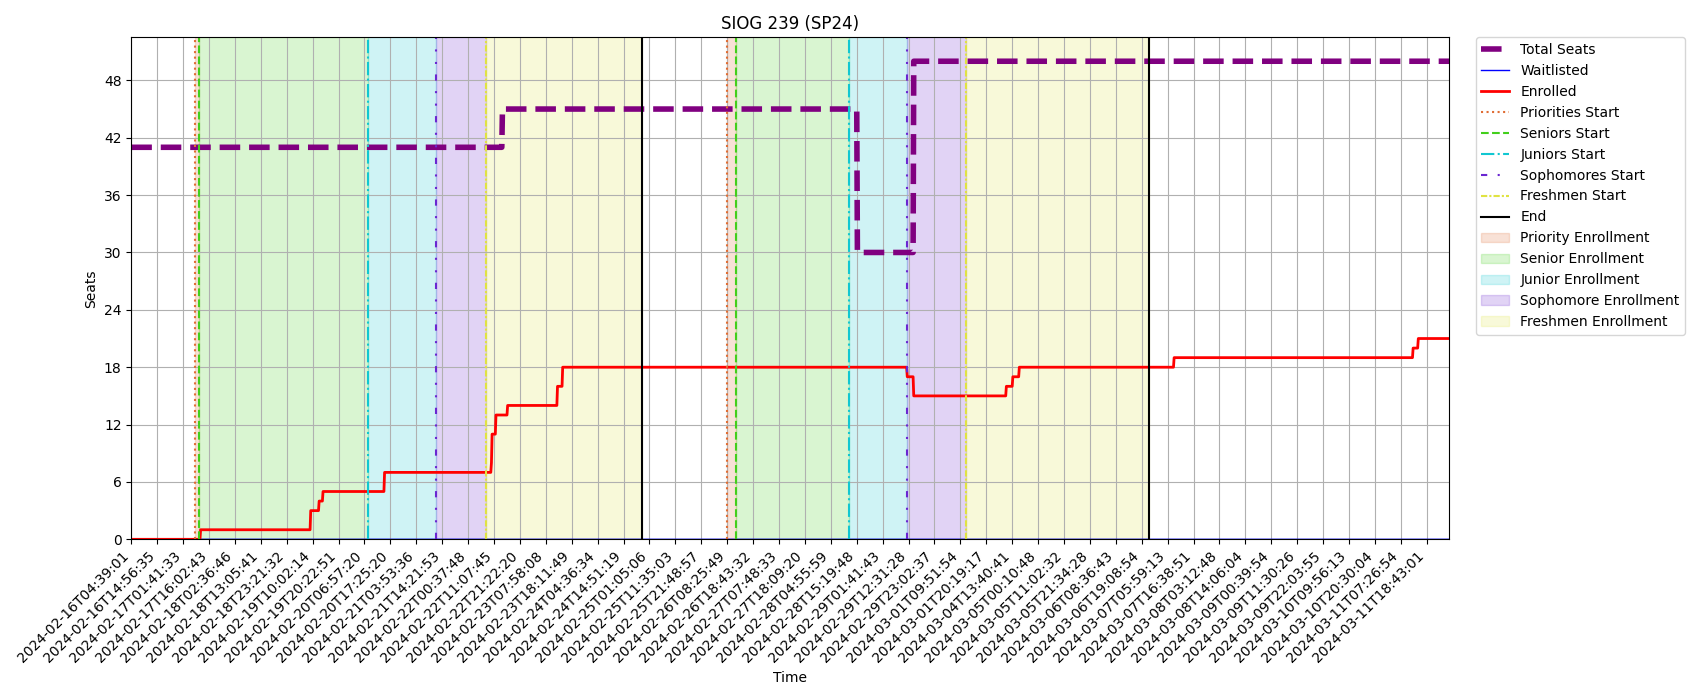 SIOG 239 (SP24)
Seats
48
42
36
30
24
18
12
6
0
2024-02-16T04:39:01
2024-02-16T14:56:35
2024-02-17T01:41:33
2024-02-17T16:02:43
2024-02-18T02:36:46
2024-02-18T13:05:41
2024-02-18T23:21:32
2024-02-19T10:02:14
2024-02-19T20:22:51
2024-02-20T06:57:20
2024-02-20T17:25:20
2024-02-21T03:53:36
2024-02-21T14:21:53
2024-02-22T00:37:48
2024-02-22T11:07:45
2024-02-22T21:22:20
2024-02-23T07:58:08
2024-02-23T18:11:49
2024-02-24T04:36:34
2024-02-24T14:51:19
2024-02-25T01:05:06
2024-02-25T11:35:03
2024-02-25T21:48:57
2024-02-26T08:25:49
2024-02-26T18:43:32
2024-02-27T07:48:33
2024-02-27T18:09:20
2024-02-28T04:55:59
2024-02-28T15:19:48
2024-02-29T01:41:43
2024-02-29T12:31:28
2024-02-29T23:02:37
2024-03-01T09:51:54
2024-03-01T20:19:17
2024-03-04T13:40:41
2024-03-05T00:10:48
2024-03-05T11:02:32
2024-03-05T21:34:28
2024-03-06T08:36:43
2024-03-06T19:08:54
2024-03-07T05:59:13
2024-03-07T16:38:51
2024-03-08T03:12:48
2024-03-08T14:06:04
2024-03-09T00:39:54
2024-03-09T11:30:26
2024-03-09T22:03:55
2024-03-10T09:56:13
2024-03-10T20:30:04
2024-03-11T07:26:54
2024-03-11T18:43:01
Time
Total Seats
Waitlisted
Enrolled
Priorities Start
Seniors Start
Juniors Start
Sophomores Start
Freshmen Start
End
Priority Enrollment
Senior Enrollment
Junior Enrollment
Sophomore Enrollment
Freshmen Enrollment